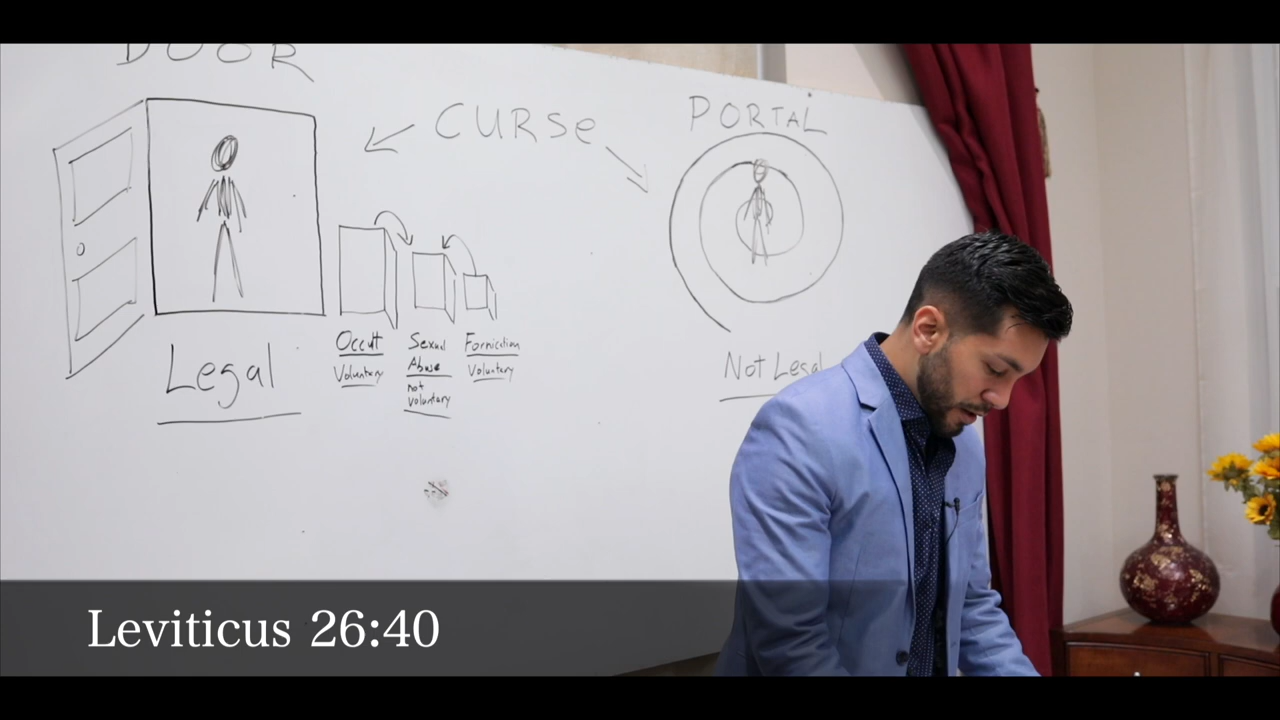 DOOR
CURSE
PORTAL
Legal
Occult
Voluntary
Sexual
Abuse
not
Voluntary
Fornication
Voluntary
Not Legal
Leviticus 26:40